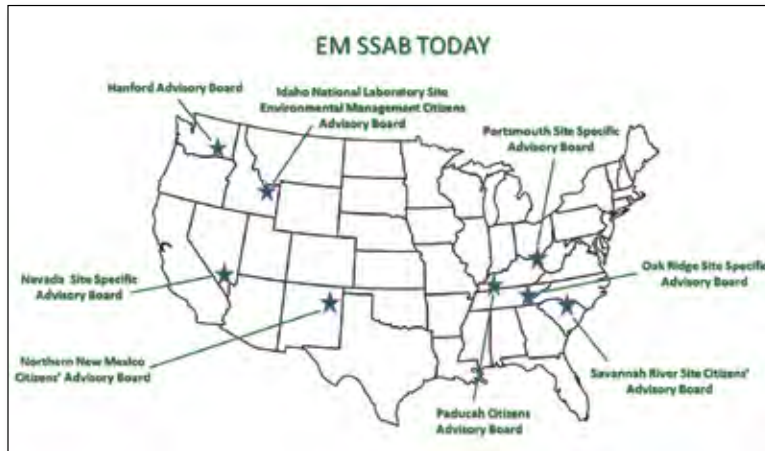 EM SSAB TODAY
Hanford Advisory Board
Idaho National Laboratory Site
Environmental Management Citizens
Advisory Board
Portsmouth Site Specific
Advisory Board
Nevada Site Specific
Advisory Board
Oak Ridge Site Specific
Advisory Board
Northern New Mexico
Citizens' Advisory Board
Savannah River Site Citizens'
Advisory Board
Paducah Citizens
Advisory Board